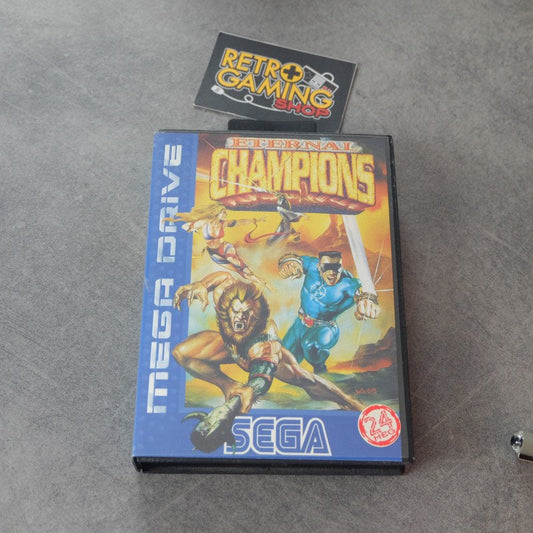 RETRO
GAMING
SHOP
ETERNAL
CHAMPIONS
MEGA DRIVE
SEGA
24
MEG